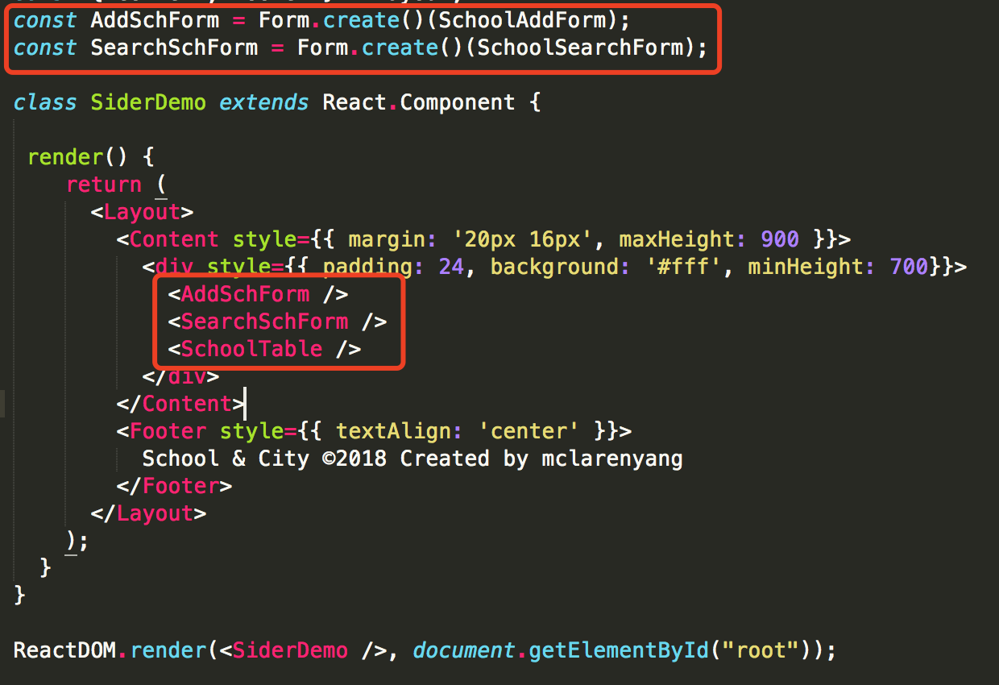 const AddSchForm = Form.create()(SchoolAddForm);
const SearchSchForm = Form.create()(SchoolSearchForm);
class SiderDemo extends React.Component {
render() {
return (
<Layout>
<Content style={{ margin: '20px 16px', maxHeight: 900 }}>
<div style={{ padding: 24, background: '#fff', minHeight: 700}}>
<AddSchForm />
<SearchSchForm />
<SchoolTable />
</div>
</Content>
<Footer style={{ textAlign: 'center' }}>
School & City ©2018 Created by mclarenyang
</Footer>
</Layout>
);
}
}
ReactDOM.render(<SiderDemo />, document.getElementById("root"));